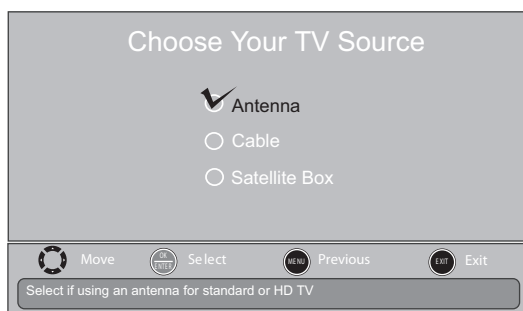 Choose Your TV Source
Antenna
Cable
Satellite Box
Move OK ENTER Select MENU Previous EXIT Exit
Select if using an antenna for standard or HD TV